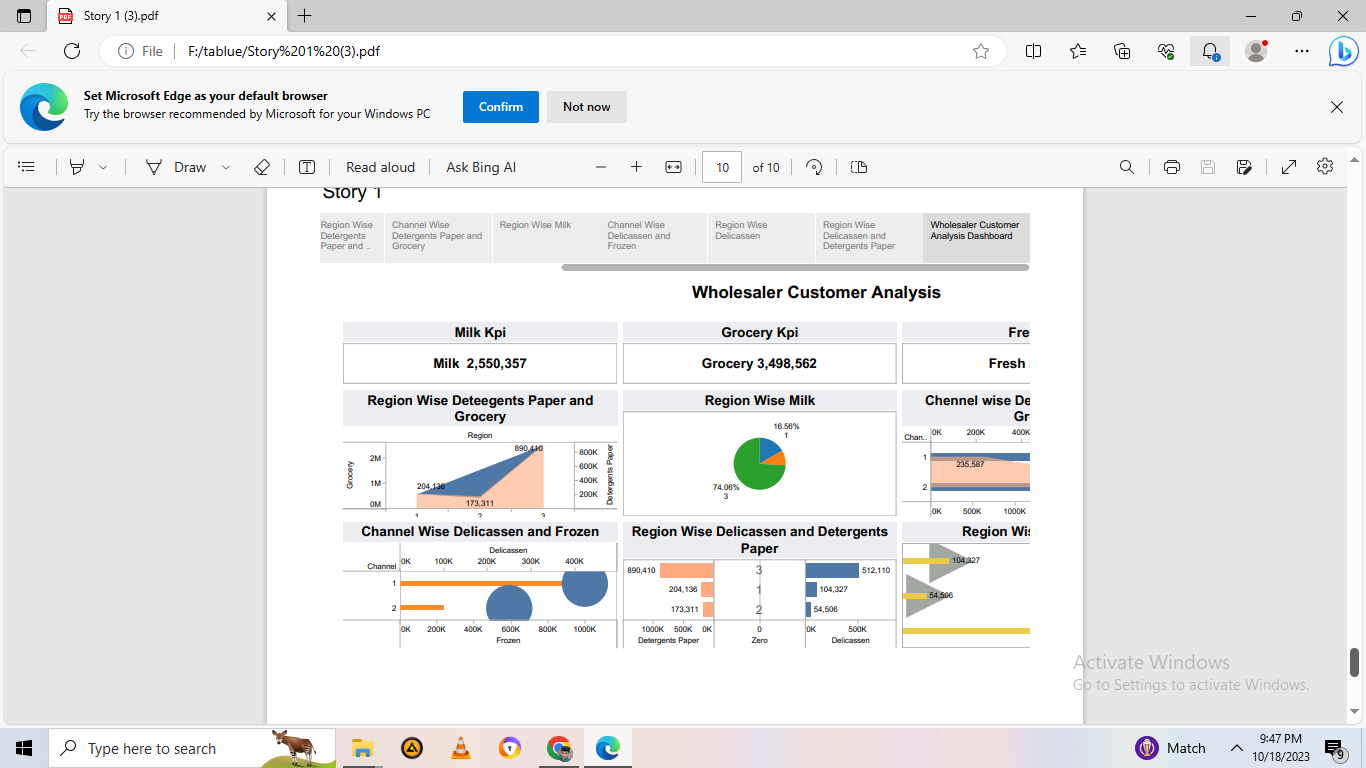 Story 1 (3).pdf
File
F:/tablue/Story%201%20(3).pdf
Set Microsoft Edge as your default browser
Try the browser recommended by Microsoft for your Windows PC
Confirm
Not now
Draw
Read aloud
Ask Bing AI
10
of 10
Story 1
Region Wise
Detergents
Paper and ..
Channel Wise
Detergents Paper and
Grocery
Region Wise Milk
Channel Wise
Delicassen and
Frozen
Region Wise
Delicassen
Region Wise
Delicassen and
Detergents Paper
Wholesaler Customer
Analysis Dashboard
Wholesaler Customer Analysis
Milk Kpi
Milk 2,550,357
Grocery Kpi
Grocery 3,498,562
Fre
Fresh
Region Wise Deteegents Paper and
Grocery
Region
Grocery
2M
1M
0M
890,410
204,136
173,311
800K
600K
400K
200K
Detergents Paper
1
2
3
Region Wise Milk
16.56%
1
74.06%
3
Chennel wise De
Gr
Chan..
0K 200K 400K
1
235,587
2
0K 500K 1000K
Channel Wise Delicassen and Frozen
Delicassen
Channel
0K 100K 200K 300K 400K
1
2
0K 200K 400K 600K 800K 1000K
Frozen
Region Wise Delicassen and Detergents
Paper
890,410 3 512,110
204,136 1 104,327
173,311 2 54,506
1000K 500K 0K 0 0K 500K
Detergents Paper Zero Delicassen
Region Wis
104,327
54,506
Activate Windows
Go to Settings to activate Windows.
Type here to search
Match
9:47 PM
10/18/2023
9